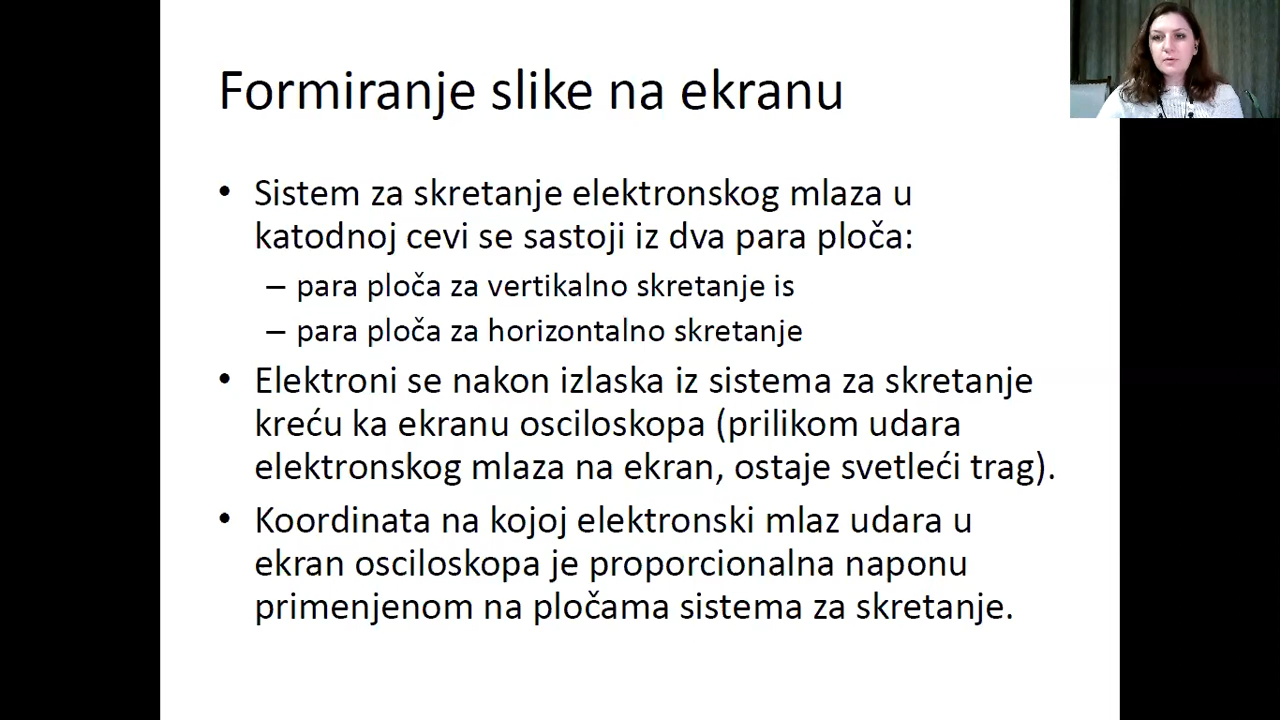 Formiranje slike na ekranu
• Sistem za skretanje elektronskog mlaza u
katodnoj cevi se sastoji iz dva para ploča:
– para ploča za vertikalno skretanje is
– para ploča za horizontalno skretanje
• Elektroni se nakon izlaska iz sistema za skretanje
kreću ka ekranu osciloskopa (prilikom udara
elektronskog mlaza na ekran, ostaje svetleći trag).
• Koordinata na kojoj elektronski mlaz udara u
ekran osciloskopa je proporcionalna naponu
primenjenom na pločama sistema za skretanje.